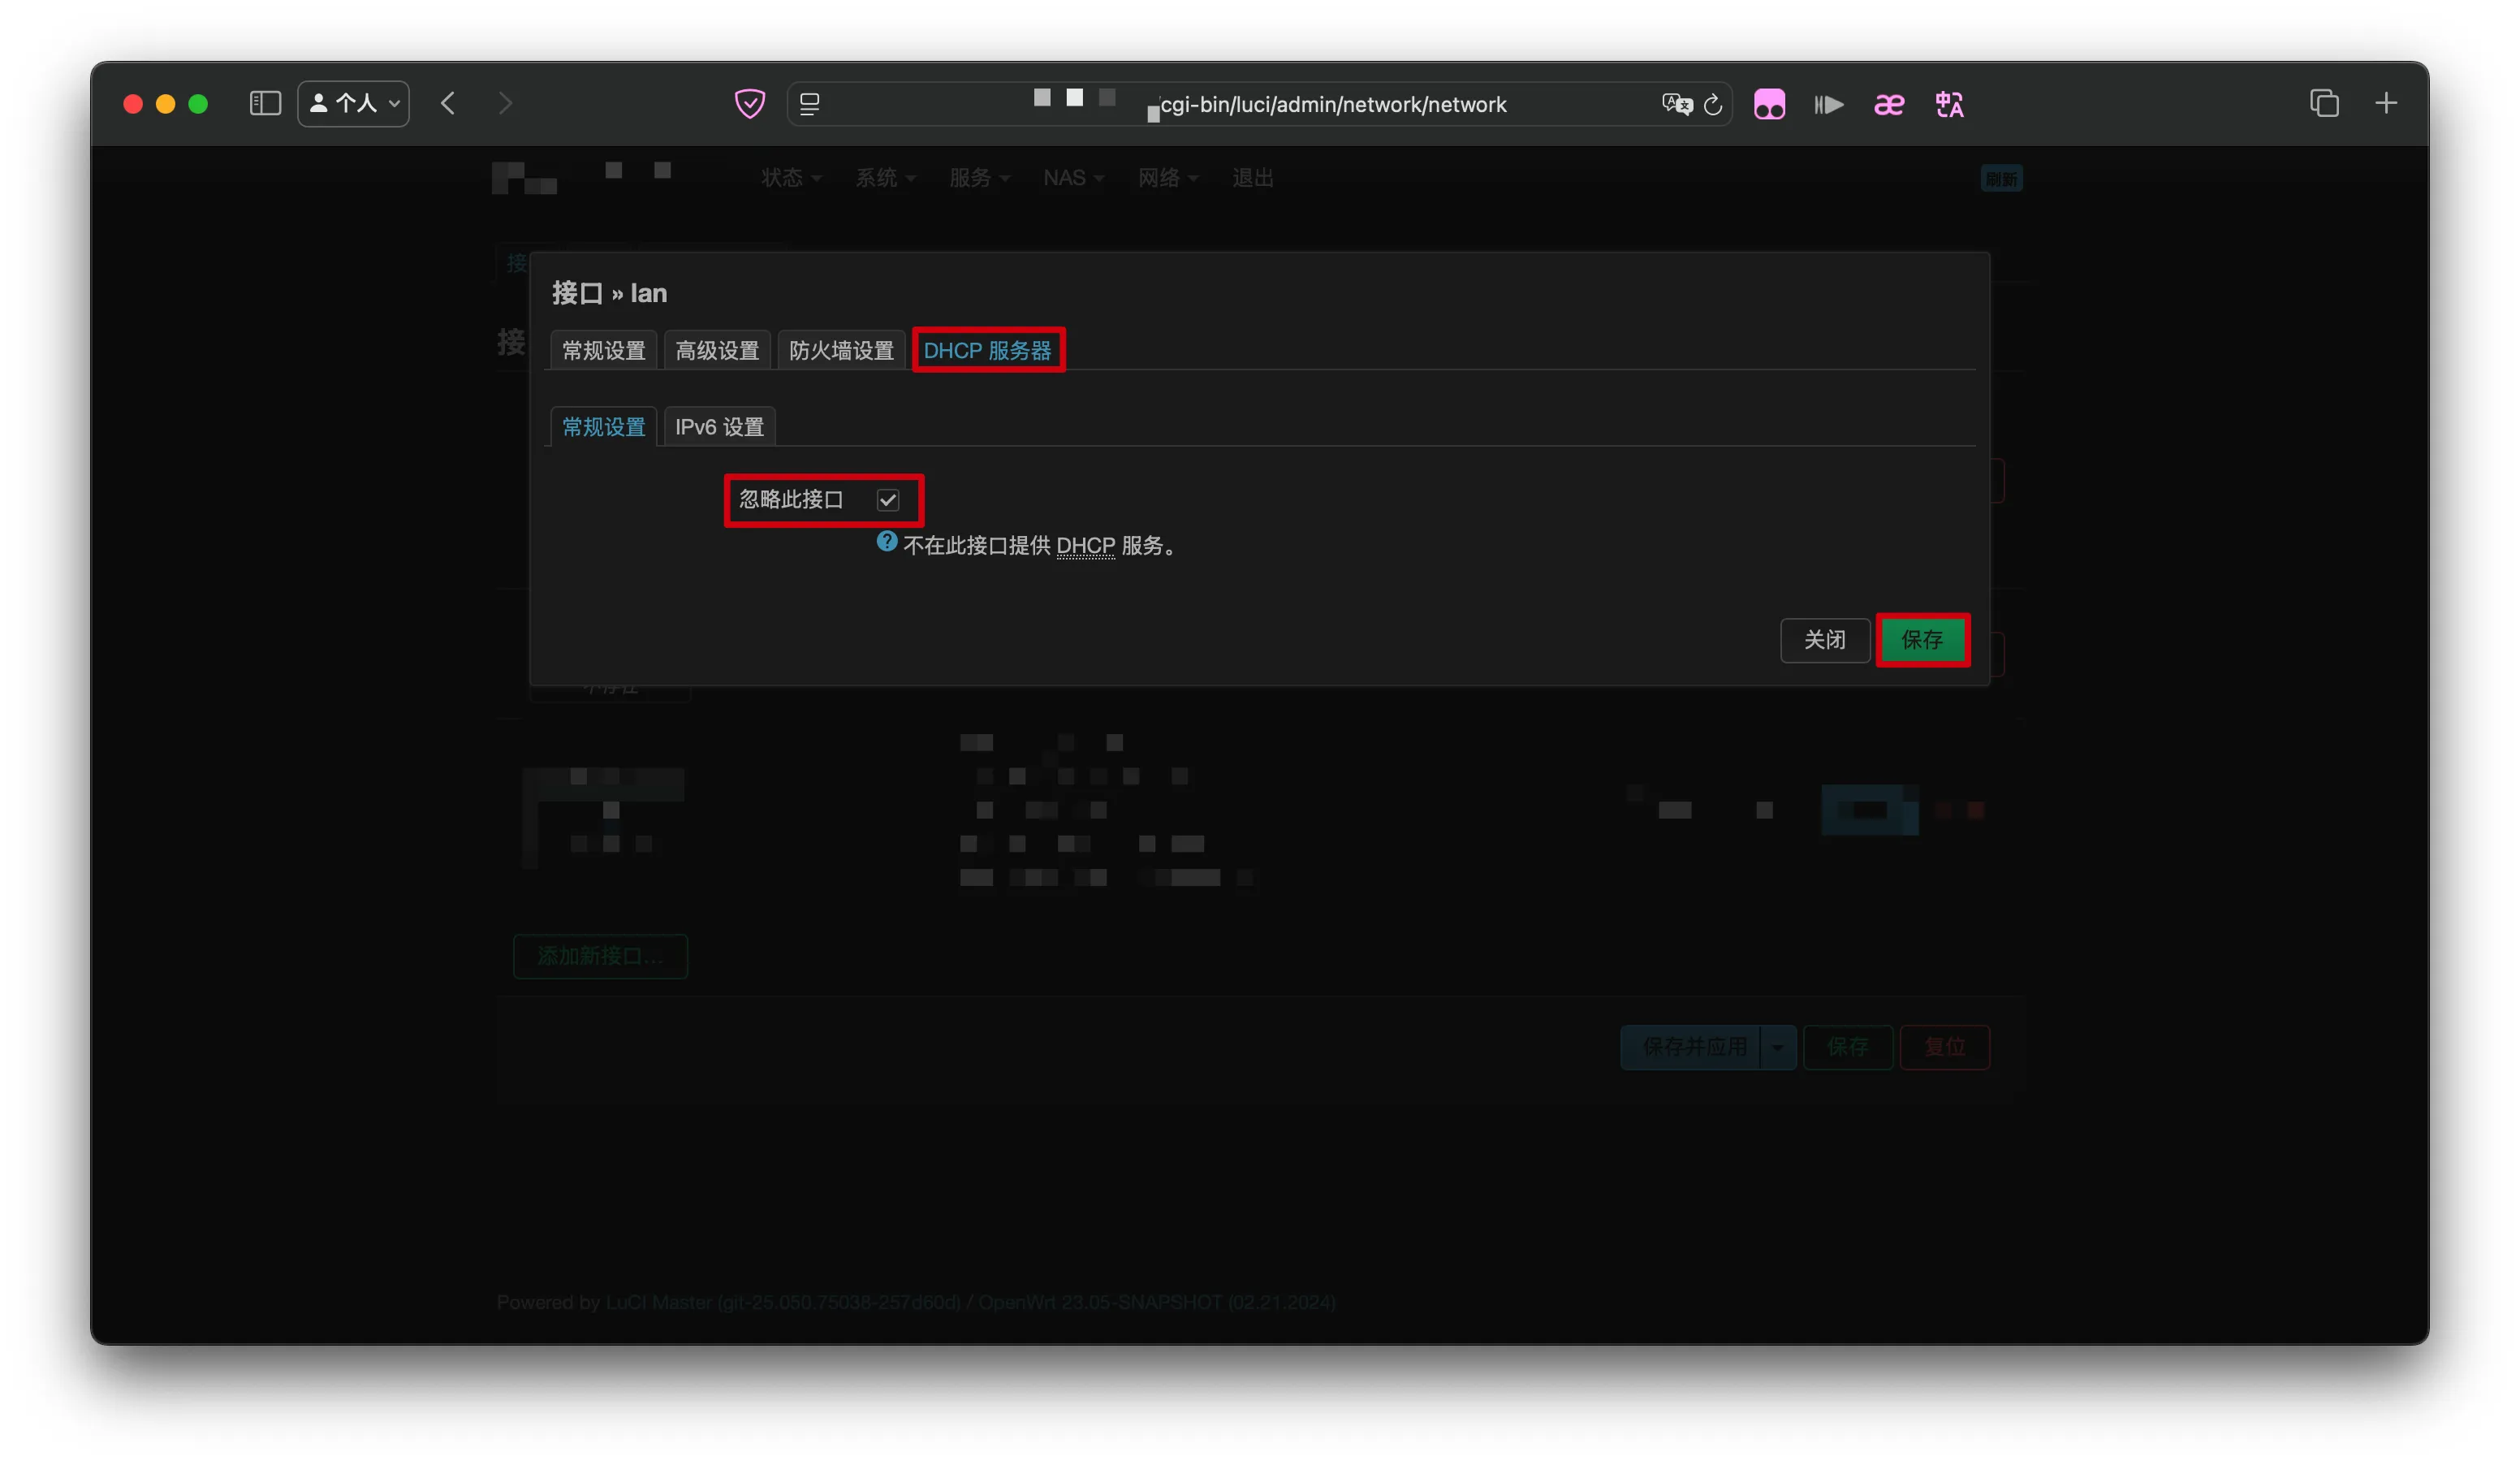 个人
cgi-bin/luci/admin/network/network
状态 系统 服务 NAS 网络 退出
刷新
接
接口 » lan
接
常规设置 高级设置 防火墙设置 DHCP 服务器
常规设置 IPv6 设置
忽略此接口
不在此接口提供 DHCP 服务。
关闭 保存
添加新接口...
保存并应用 保存 复位
Powered by LuCI Master (git-25.050.75038-257d60d) / OpenWrt 23.05-SNAPSHOT (02.21.2024)